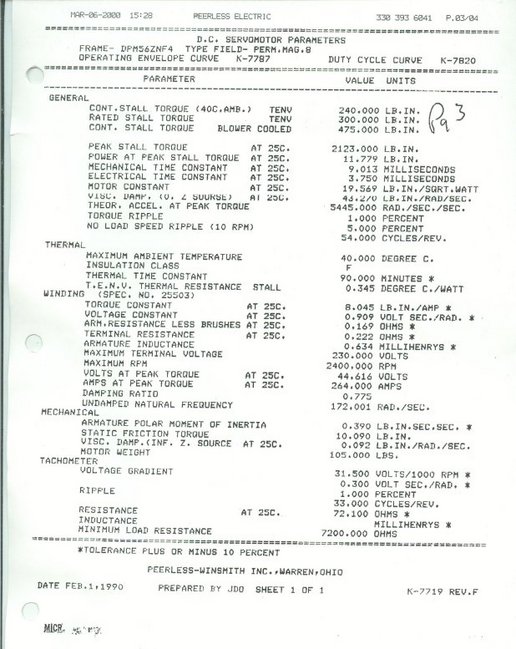 MAR-06-2000 15:28 PEERLESS ELECTRIC 330 393 6041 P.03/04
D.C. SERVOMOTOR PARAMETERS
FRAME- DPM56ZNF4 TYPE FIELD- PERM.MAG,8
OPERATING ENVELOPE CURVE K-7787 DUTY CYCLE CURVE K-7820
PARAMETER VALUE UNITS
GENERAL
CONT.STALL TORQUE (40C.AMB.) TENV 240.000 LB.IN.
RATED STALL TORQUE TENV 300.000 LB.IN.
CONT. STALL TORQUE BLOWER COOLED 475.000 LB.IN.
Pg 3
PEAK STALL TORQUE AT 25C. 2123.000 LB.IN.
POWER AT PEAK STALL TORQUE AT 25C. 11.779 LB.IN.
MECHANICAL TIME CONSTANT AT 25C. 9.013 MILLISECONDS
ELECTRICAL TIME CONSTANT AT 25C. 3.750 MILLISECONDS
MOTOR CONSTANT AT 25C. 19.569 LB.IN/SQRT.WATT
VISC. DAMP. (0, Z SOURSE) AT 25C. 43.270 LB.IN/RAD/SEC.
THEOR. ACCEL. AT PEAK TORQUE 5445.000 RAD./SEC./SEC.
TORQUE RIPPLE 1.000 PERCENT
NO LOAD SPEED RIPPLE (10 RPM) 5.000 PERCENT
54.000 CYCLES/REV.
THERMAL
MAXIMUM AMBIENT TEMPERATURE 40.000 DEGREE C.
INSULATION CLASS F
THERMAL TIME CONSTANT 90.000 MINUTES *
T.E.N.V. THERMAL RESISTANCE STALL 0.345 DEGREE C./WATT
WINDING (SPEC. NO. 25503)
TORQUE CONSTANT AT 25C. 8.045 LB.IN/AMP *
VOLTAGE CONSTANT AT 25C. 0.909 VOLT SEC./RAD. *
ARM.RESISTANCE LESS BRUSHES AT 25C. 0.169 OHMS *
TERMINAL RESISTANCE AT 25C. 0.222 OHMS *
ARMATURE INDUCTANCE 0.634 MILLIHENRYS *
MAXIMUM TERMINAL VOLTAGE 230.000 VOLTS
MAXIMUM RPM 2400.000 RPM
VOLTS AT PEAK TORQUE AT 25C. 44.616 VOLTS
AMPS AT PEAK TORQUE AT 25C. 264.000 AMPS
DAMPING RATIO 0.775
UNDAMPED NATURAL FREQUENCY 172.001 RAD./SEC.
MECHANICAL
ARMATURE POLAR MOMENT OF INERTIA 0.390 LB.IN.SEC.SEC. *
STATIC FRICTION TORQUE 10.090 LB.IN.
VISC. DAMP.(INF. Z. SOURCE AT 25C. 0.092 LB.IN./RAD./SEC.
MOTOR WEIGHT 105.000 LBS.
TACHOMETER
VOLTAGE GRADIENT 31.500 VOLTS/1000 RPM *
0.300 VOLT SEC./RAD. *
RIPPLE 1.000 PERCENT
33.000 CYCLES/REV.
RESISTANCE AT 25C. 72.100 OHMS *
INDUCTANCE MILLIHENRYS *
MINIMUM LOAD RESISTANCE 7200.000 OHMS
*TOLERANCE PLUS OR MINUS 10 PERCENT
PEERLESS-WINSMITH INC.,WARREN,OHIO
DATE FEB.1,1990 PREPARED BY JDO SHEET 1 OF 1 K-7719 REV.F
MICR.